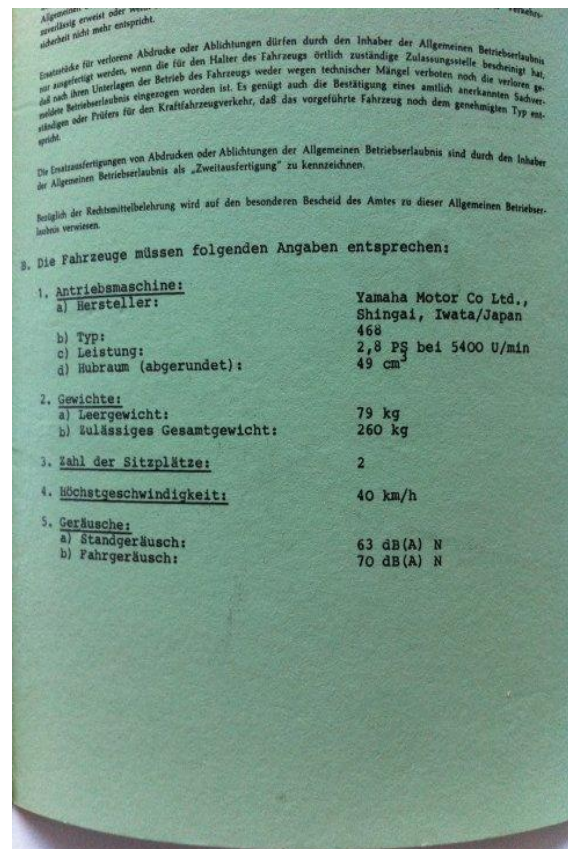 Allgemeinen
zuverlässig erweist oder wenn
sicherheit nicht mehr entspricht.
Ersatzstücke für verlorene Abdrucke oder Ablichtungen dürfen durch den Inhaber der Allgemeinen Betriebserlaubnis
nur ausgefertigt werden, wenn die für den Halter des Fahrzeugs örtlich zuständige Zulassungsstelle bescheinigt hat,
daß nach ihren Unterlagen der Betrieb des Fahrzeugs weder wegen technischer Mängel verboten noch die verloren ge-
meldete Betriebserlaubnis eingezogen worden ist. Es genügt auch die Bestätigung eines amtlich anerkannten Sachver-
ständigen oder Prüfers für den Kraftfahrzeugverkehr, daß das vorgeführte Fahrzeug noch dem genehmigten Typ ent-
spricht.
Die Ersatzausfertigungen von Abdrucken oder Ablichtungen der Allgemeinen Betriebserlaubnis sind durch den Inhaber
der Allgemeinen Betriebserlaubnis als „Zweitausfertigung" zu kennzeichnen.
Bezüglich der Rechtsmittelbelehrung wird auf den besonderen Bescheid des Amtes zu dieser Allgemeinen Betriebser-
laubnis verwiesen.
B. Die Fahrzeuge müssen folgenden Angaben entsprechen:
1. Antriebsmaschine:
a) Hersteller: Yamaha Motor Co Ltd.,
Shingai, Iwata/Japan
b) Typ: 468
c) Leistung: 2,8 PS bei 5400 U/min
d) Hubraum (abgerundet): 49 cm³
2. Gewichte:
a) Leergewicht: 79 kg
b) Zulässiges Gesamtgewicht: 260 kg
3. Zahl der Sitzplätze: 2
4. Höchstgeschwindigkeit: 40 km/h
5. Geräusche:
a) Standgeräusch: 63 dB(A) N
b) Fahrgeräusch: 70 dB(A) N